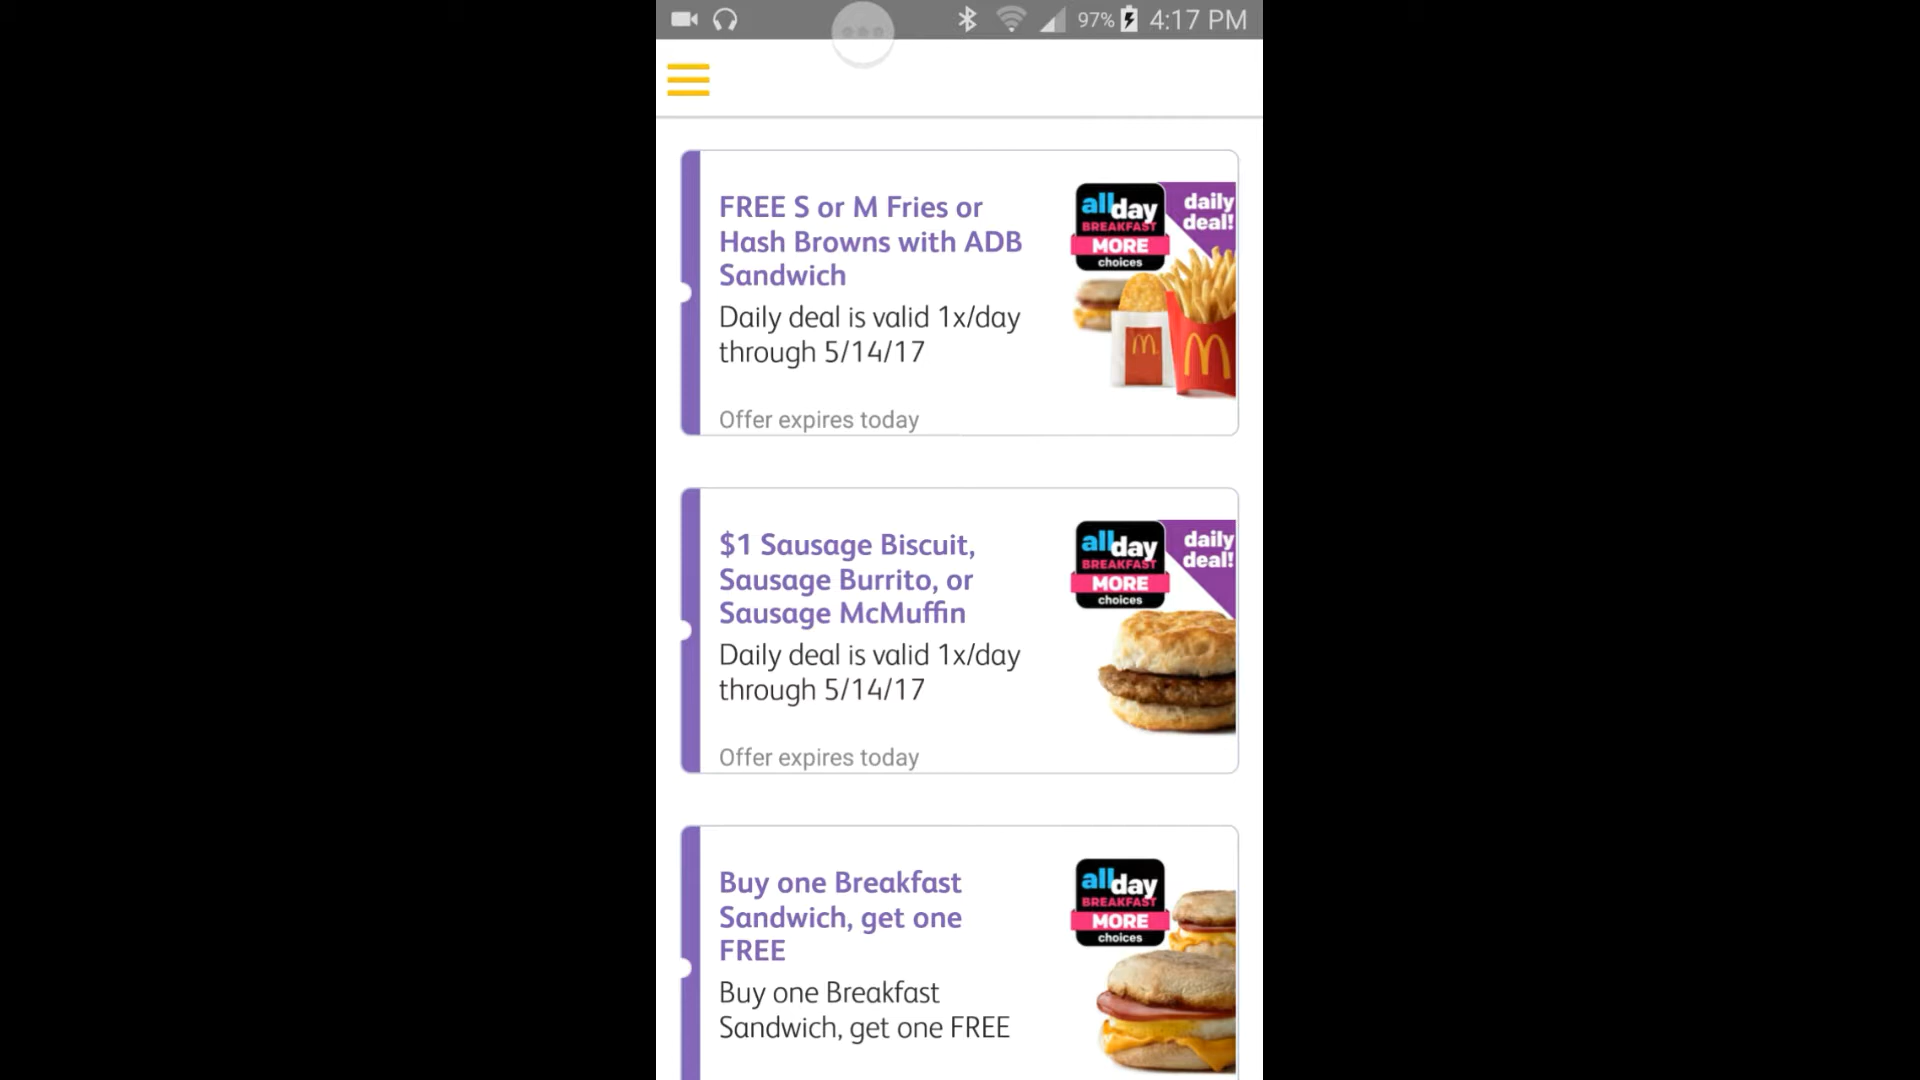 97% 4:17 PM
FREE S or M Fries or
Hash Browns with ADB
Sandwich
Daily deal is valid 1x/day
through 5/14/17
Offer expires today
allday
BREAKFAST
MORE
choices
daily
deal!
$1 Sausage Biscuit,
Sausage Burrito, or
Sausage McMuffin
Daily deal is valid 1x/day
through 5/14/17
Offer expires today
allday
BREAKFAST
MORE
choices
daily
deal!
Buy one Breakfast
Sandwich, get one
FREE
Buy one Breakfast
Sandwich, get one FREE
allday
BREAKFAST
MORE
choices